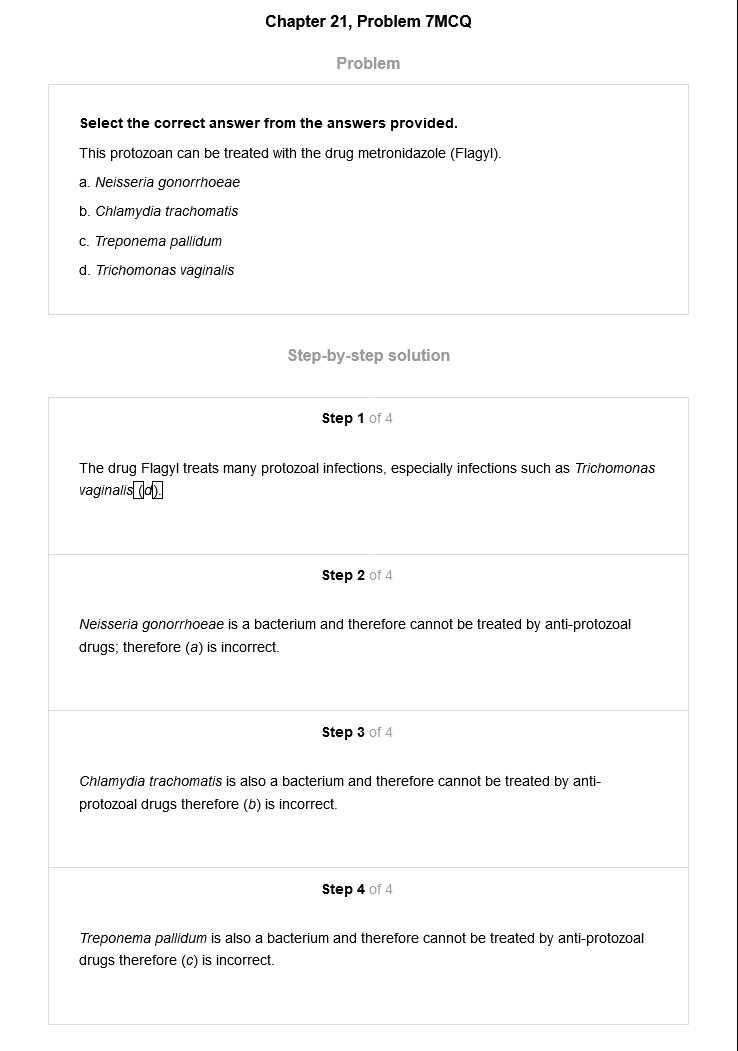 Chapter 21, Problem 7MCQ
Problem
Select the correct answer from the answers provided.
This protozoan can be treated with the drug metronidazole (Flagyl).
a. Neisseria gonorrhoeae
b. Chlamydia trachomatis
c. Treponema pallidum
d. Trichomonas vaginalis
Step-by-step solution
Step 1 of 4
The drug Flagyl treats many protozoal infections, especially infections such as Trichomonas
vaginalis (d).
Step 2 of 4
Neisseria gonorrhoeae is a bacterium and therefore cannot be treated by anti-protozoal
drugs; therefore (a) is incorrect.
Step 3 of 4
Chlamydia trachomatis is also a bacterium and therefore cannot be treated by anti-
protozoal drugs therefore (b) is incorrect.
Step 4 of 4
Treponema pallidum is also a bacterium and therefore cannot be treated by anti-protozoal
drugs therefore (c) is incorrect.